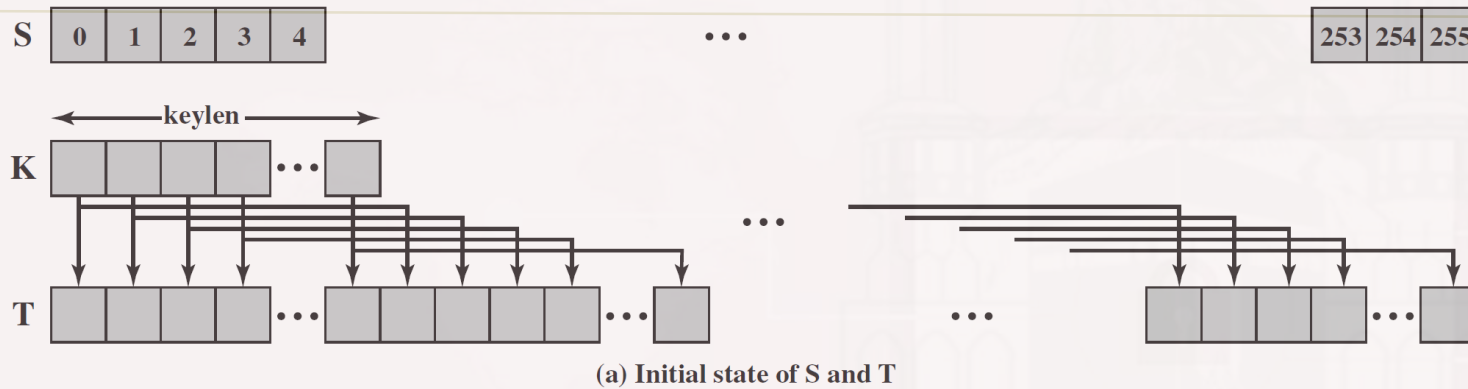 S 0 1 2 3 4 ... 253 254 255
keylen
K ...
...
T ... ... ... ...
(a) Initial state of S and T